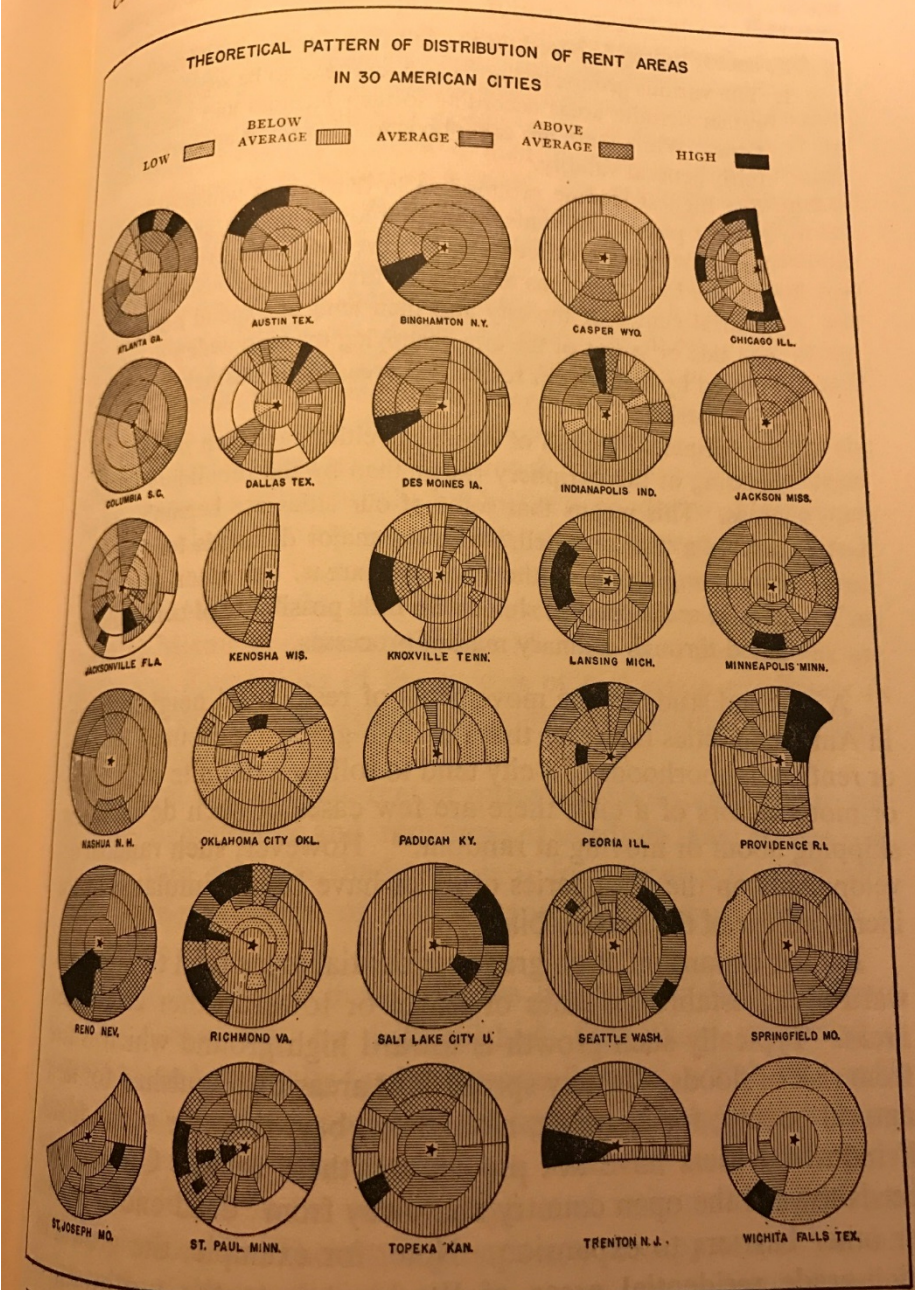 THEORETICAL PATTERN OF DISTRIBUTION OF RENT AREAS
IN 30 AMERICAN CITIES
LOW
BELOW
AVERAGE
AVERAGE
ABOVE
AVERAGE
HIGH
ATLANTA GA.
AUSTIN TEX.
BINGHAMTON N.Y.
CASPER WYO.
CHICAGO ILL.
COLUMBIA S.C.
DALLAS TEX.
DES MOINES IA.
INDIANAPOLIS IND.
JACKSON MISS.
JACKSONVILLE FLA.
KENOSHA WIS.
KNOXVILLE TENN.
LANSING MICH.
MINNEAPOLIS MINN.
NASHUA N.H.
OKLAHOMA CITY OKL.
PADUCAH KY.
PEORIA ILL.
PROVIDENCE R.I.
RENO NEV.
RICHMOND VA.
SALT LAKE CITY U.
SEATTLE WASH.
SPRINGFIELD MO.
ST. JOSEPH MO.
ST. PAUL MINN.
TOPEKA KAN.
TRENTON N.J.
WICHITA FALLS TEX.